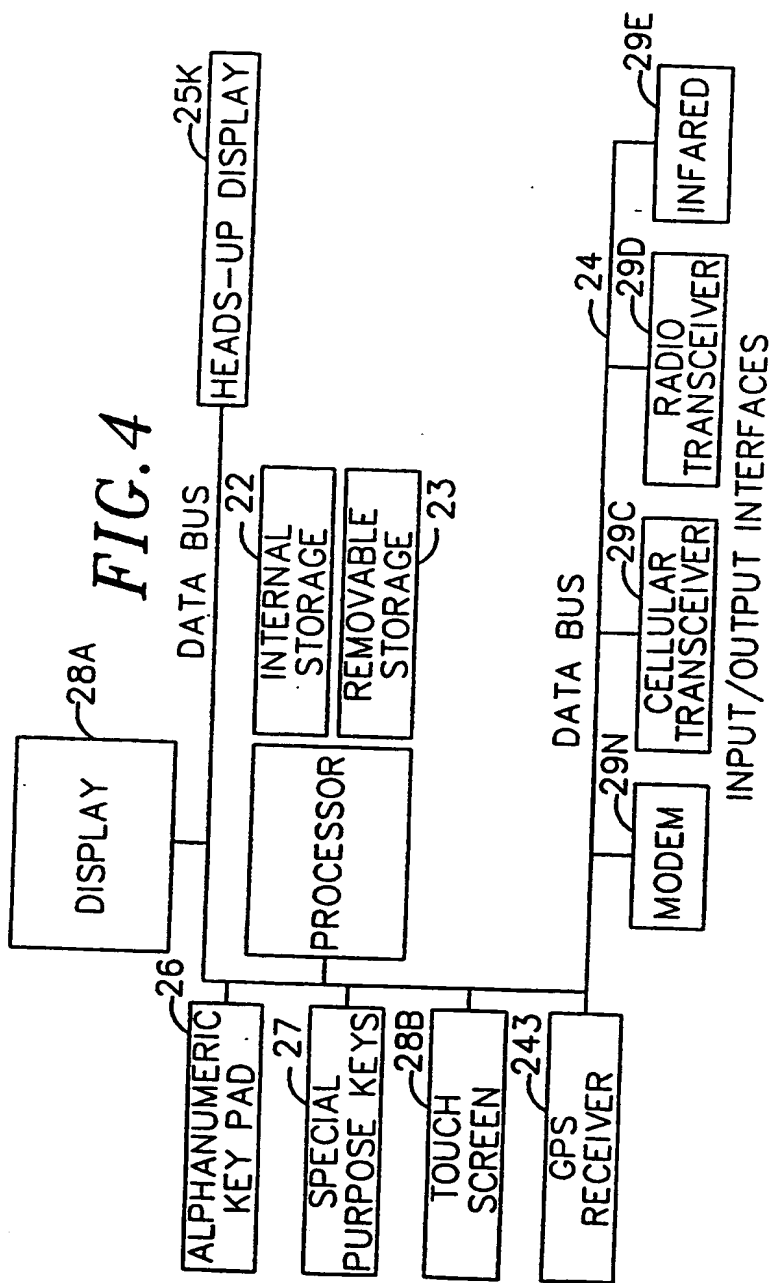 FIG.4
28A
DISPLAY
DATA BUS
25K
HEADS-UP DISPLAY
26
ALPHANUMERIC
KEY PAD
27
SPECIAL
PURPOSE KEYS
28B
TOUCH
SCREEN
243
GPS
RECEIVER
PROCESSOR
22
INTERNAL
STORAGE
REMOVABLE
STORAGE
23
DATA BUS
24
29N
MODEM
29C
CELLULAR
TRANSCEIVER
29D
RADIO
TRANSCEIVER
29E
INFARED
INPUT/OUTPUT INTERFACES